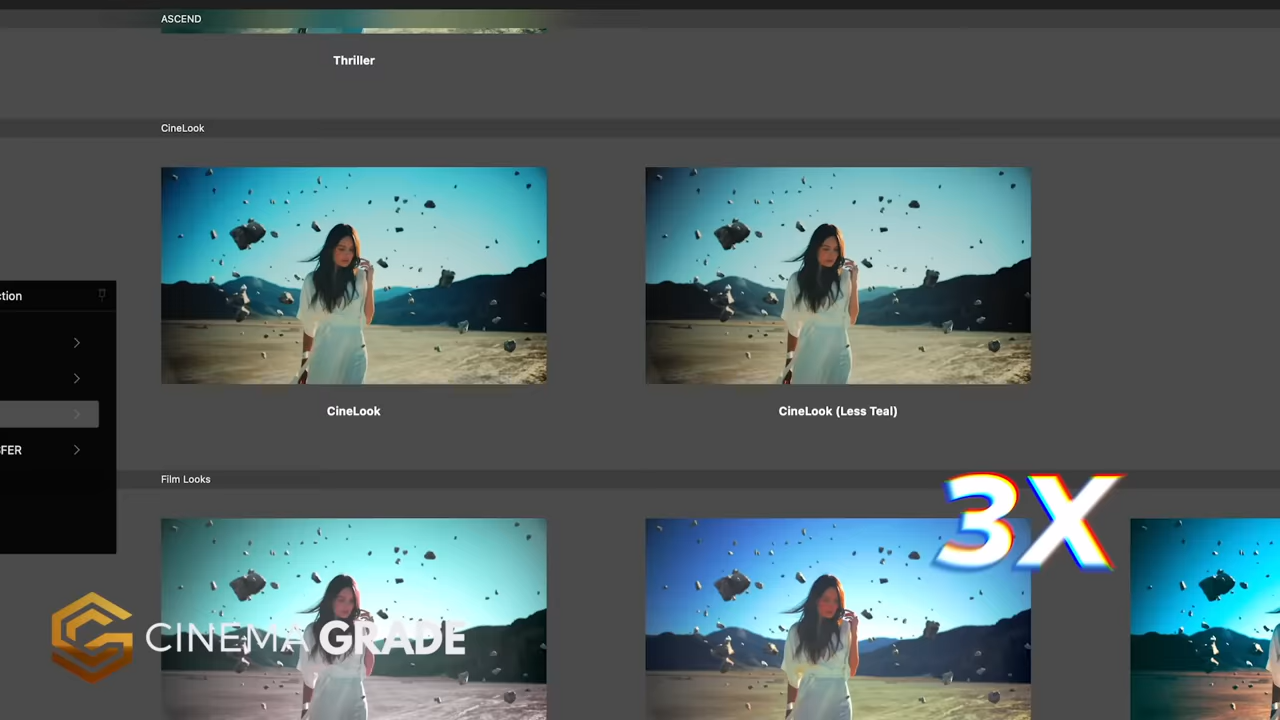 ASCEND
Thriller
CineLook
CineLook
CineLook (Less Teal)
ction
FER
Film Looks
3X
CINEMA GRADE